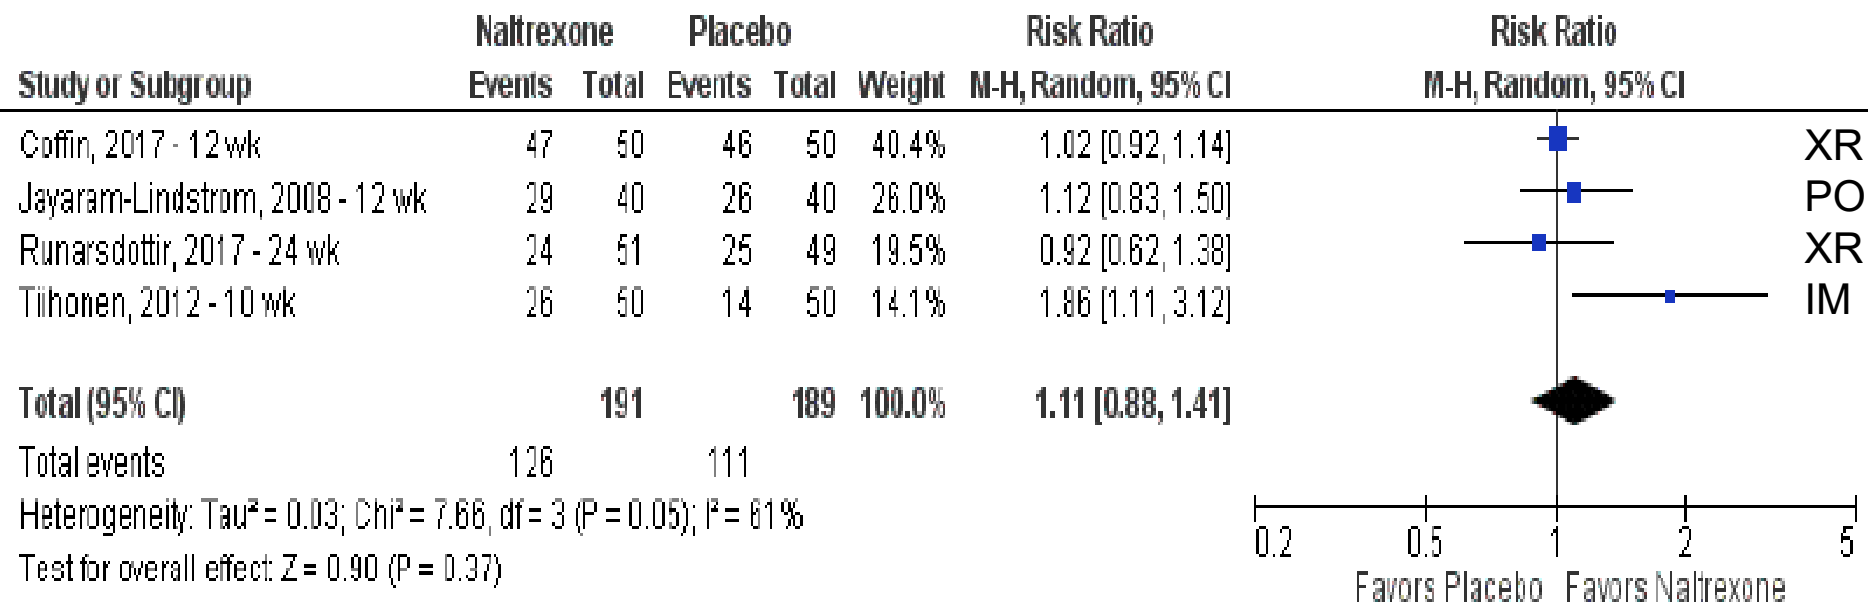 Naltrexone Placebo Risk Ratio Risk Ratio
Study or Subgroup Events Total Events Total Weight M-H, Random, 95% CI M-H, Random, 95% CI
Coffin, 2017 - 12 wk 47 50 46 50 40.4% 1.02 [0.92, 1.14] XR
Jayaram-Lindstrom, 2008 - 12 wk 29 40 26 40 26.0% 1.12 [0.83, 1.50] PO
Runarsdottir, 2017 - 24 wk 24 51 25 49 19.5% 0.92 [0.62, 1.38] XR
Tiihonen, 2012 - 10 wk 26 50 14 50 14.1% 1.86 [1.11, 3.12] IM
Total (95% CI) 191 189 100.0% 1.11 [0.88, 1.41]
Total events 126 111
Heterogeneity: Tau² = 0.03; Chi² = 7.66, df = 3 (P = 0.05); I² = 61%
Test for overall effect: Z = 0.90 (P = 0.37)
0.2 0.5 1 2 5
Favors Placebo Favors Naltrexone